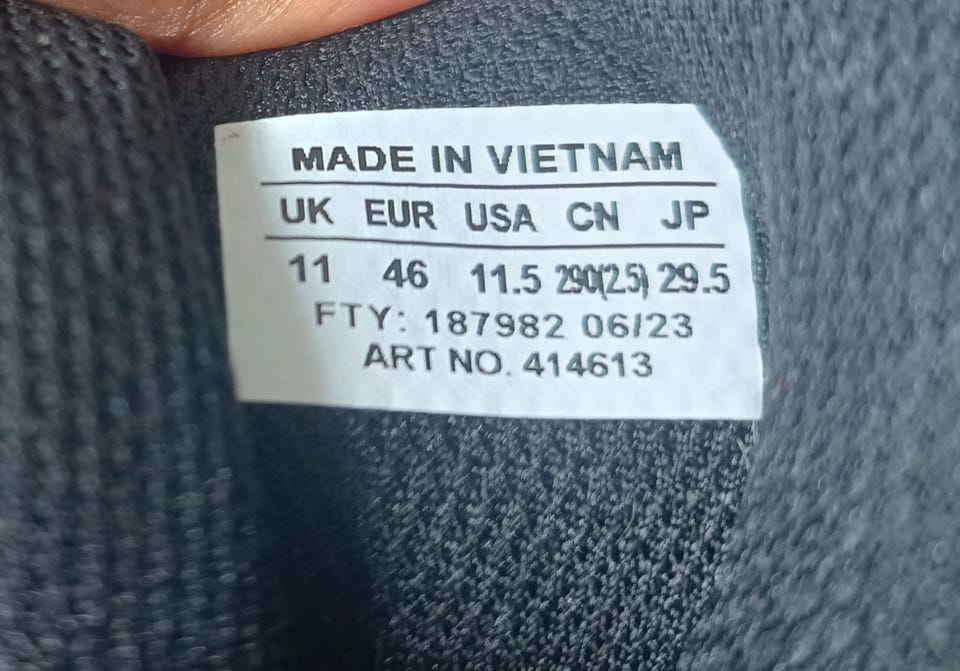 MADE IN VIETNAM
UK EUR USA CN JP
11 46 11.5 290(2.5) 29.5
FTY: 187982 06/23
ART NO. 414613